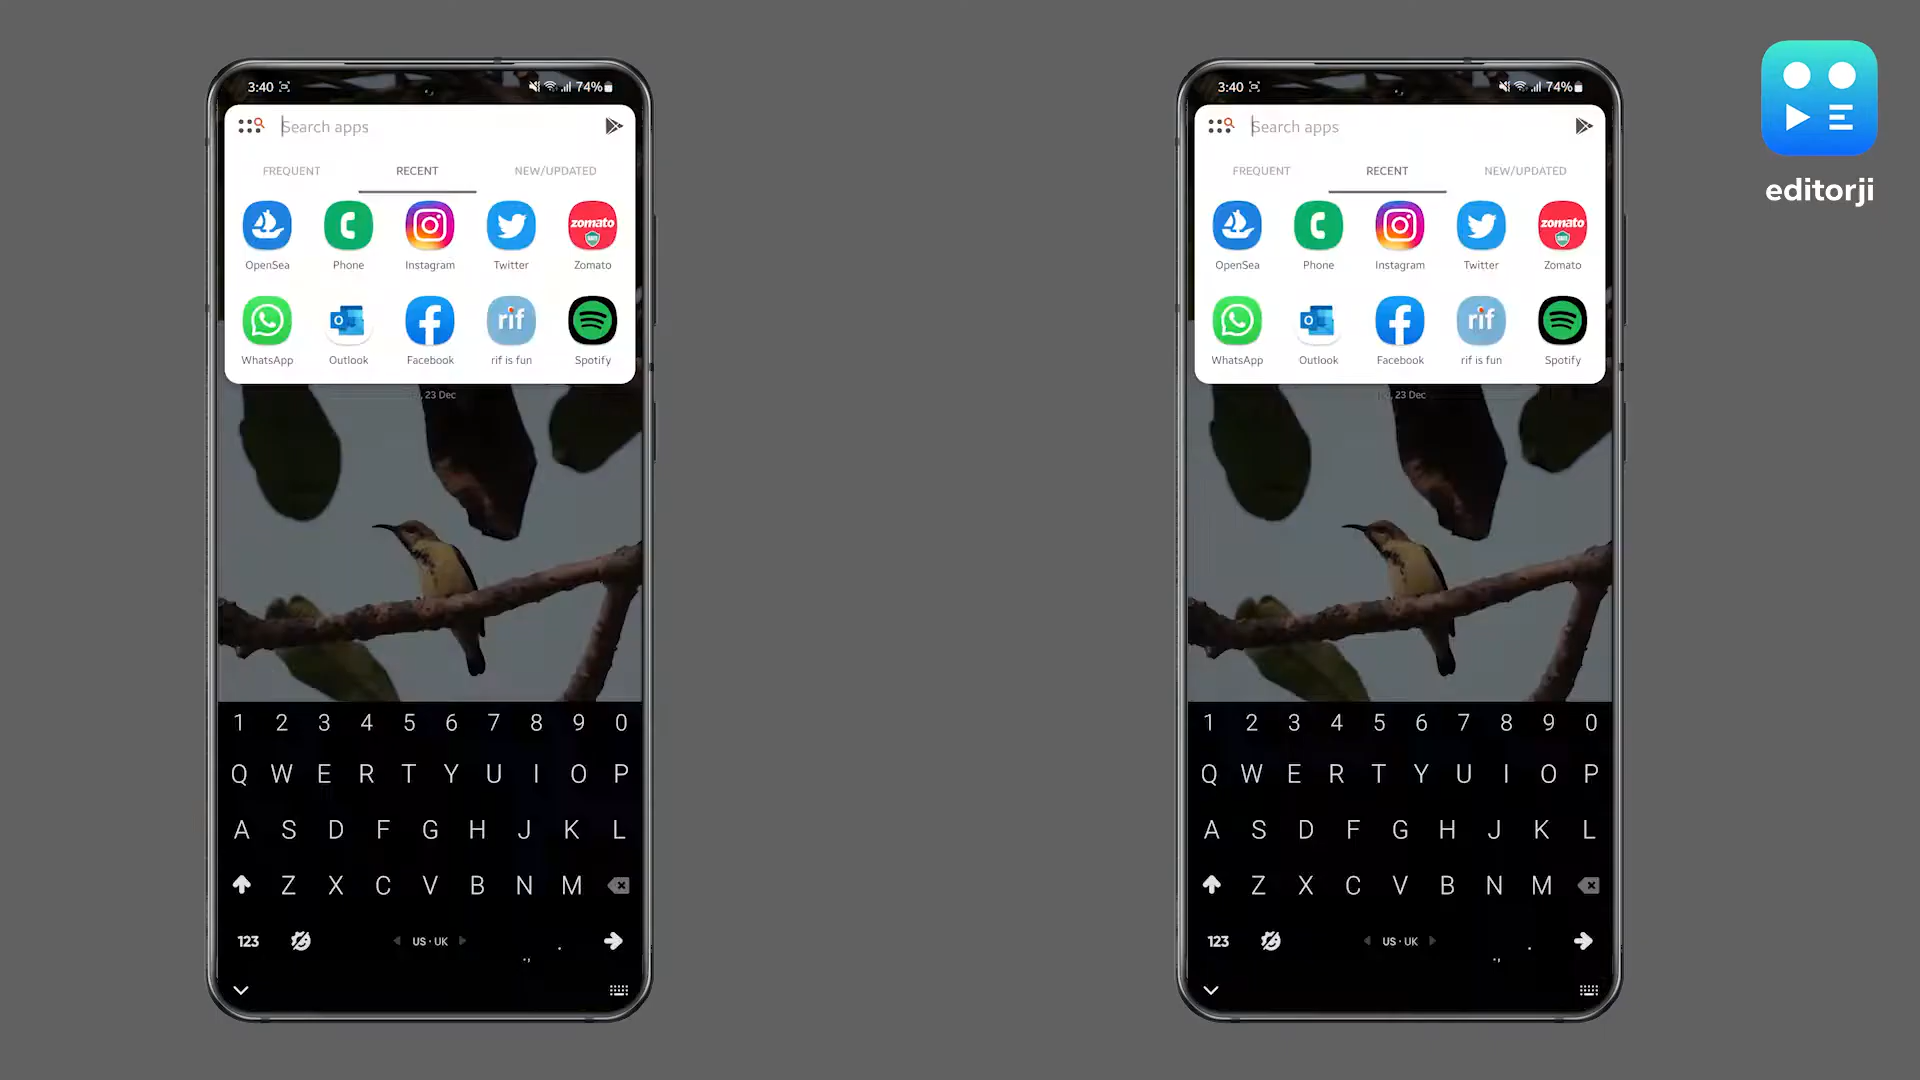 3:40 74%
Search apps
FREQUENT RECENT NEW/UPDATED
OpenSea Phone Instagram Twitter zomato Zomato
WhatsApp Outlook Facebook rif rif is fun Spotify
, 23 Dec
1 2 3 4 5 6 7 8 9 0
Q W E R T Y U I O P
A S D F G H J K L
Z X C V B N M
123 US · UK .
.,
3:40 74%
Search apps
FREQUENT RECENT NEW/UPDATED
OpenSea Phone Instagram Twitter zomato Zomato
WhatsApp Outlook Facebook rif rif is fun Spotify
, 23 Dec
1 2 3 4 5 6 7 8 9 0
Q W E R T Y U I O P
A S D F G H J K L
Z X C V B N M
123 US · UK .
.,
editorji